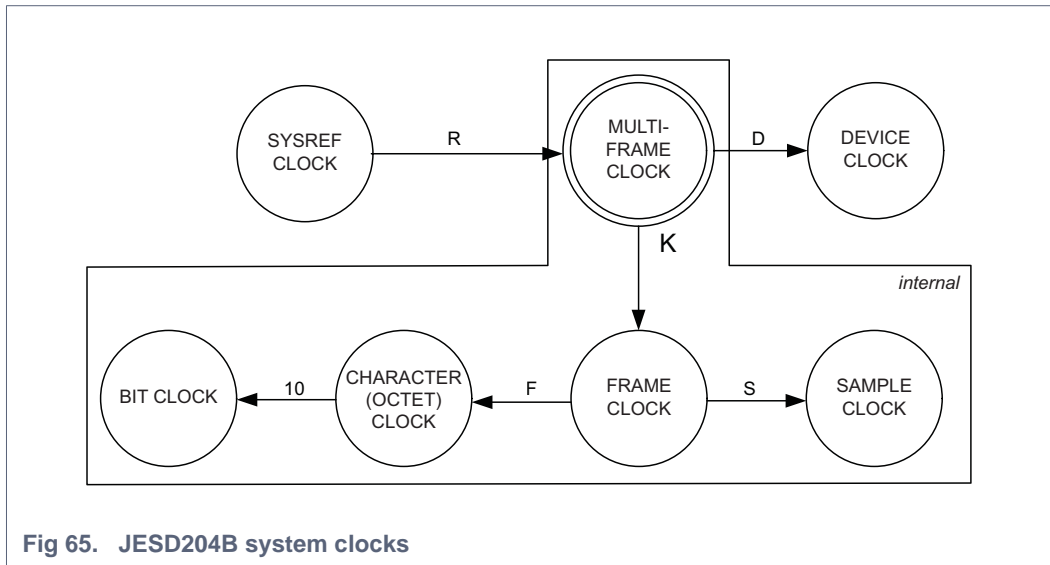 SYSREF
CLOCK
R
MULTI-
FRAME
CLOCK
D
DEVICE
CLOCK
K
internal
BIT CLOCK
10
CHARACTER
(OCTET)
CLOCK
F
FRAME
CLOCK
S
SAMPLE
CLOCK
Fig 65. JESD204B system clocks